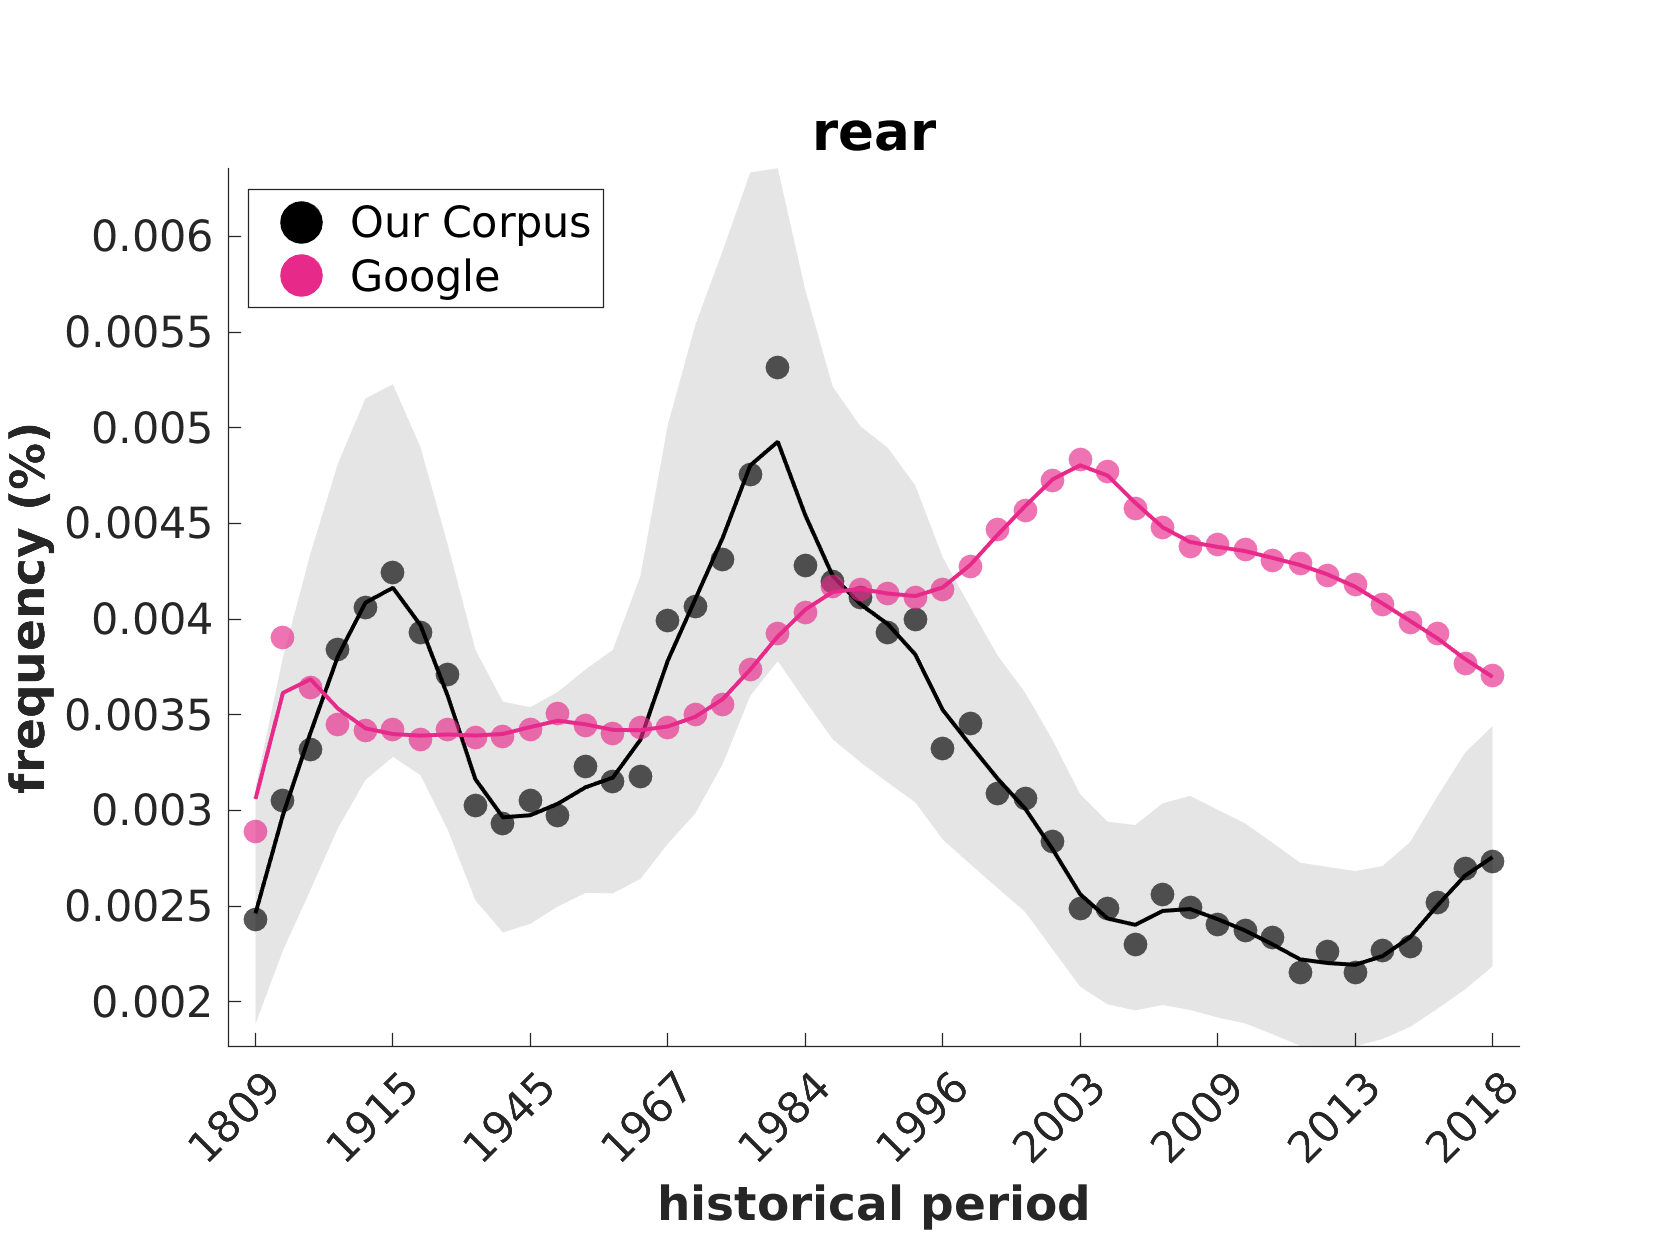 rear
Our Corpus
Google
0.006
0.0055
0.005
0.0045
0.004
0.0035
0.003
0.0025
0.002
frequency (%)
1809 1915 1945 1967 1984 1996 2003 2009 2013 2018
historical period